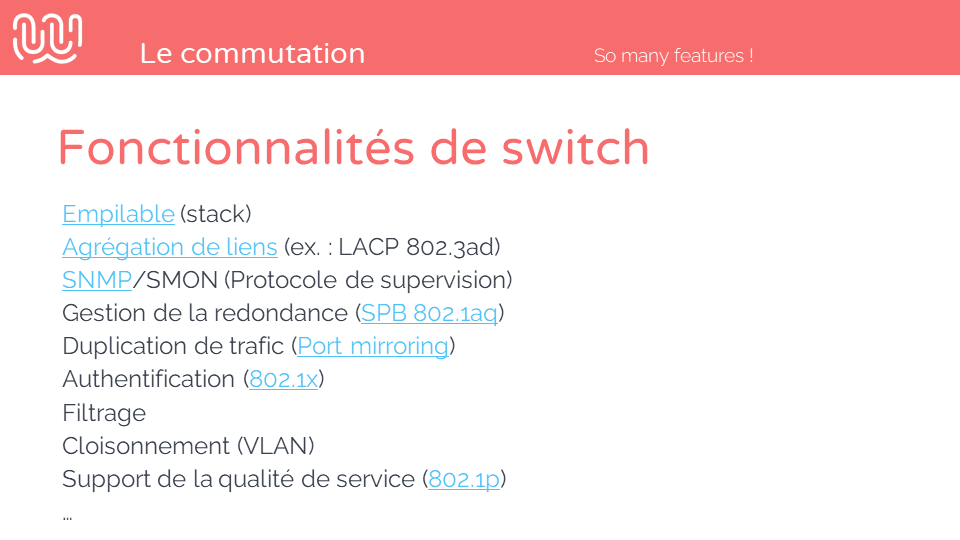 Le commutation
So many features !
Fonctionnalités de switch
Empilable (stack)
Agrégation de liens (ex. : LACP 802.3ad)
SNMP/SMON (Protocole de supervision)
Gestion de la redondance (SPB 802.1aq)
Duplication de trafic (Port mirroring)
Authentification (802.1x)
Filtrage
Cloisonnement (VLAN)
Support de la qualité de service (802.1p)
...